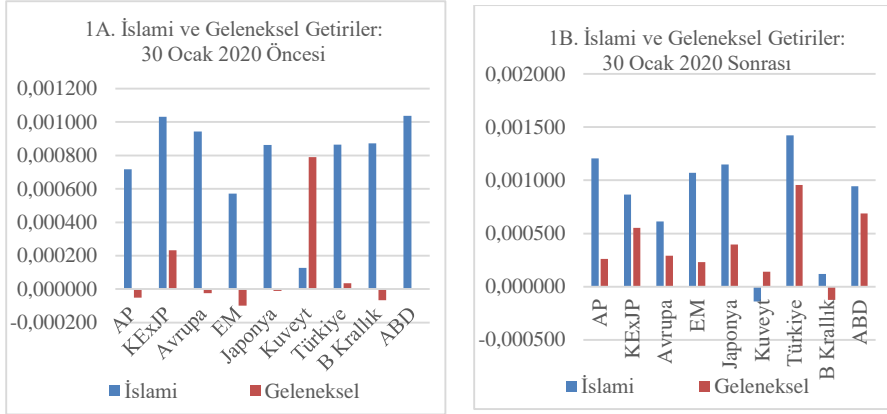 1A. İslami ve Geleneksel Getiriler:
30 Ocak 2020 Öncesi
0,001200
0,001000
0,000800
0,000600
0,000400
0,000200
0,000000
-0,000200
AP
KExJP
Avrupa
EM
Japonya
Kuveyt
Türkiye
B Krallık
ABD
İslami
Geleneksel
1B. İslami ve Geleneksel Getiriler:
30 Ocak 2020 Sonrası
0,002000
0,001500
0,001000
0,000500
0,000000
-0,000500
AP
KExJP
Avrupa
EM
Japonya
Kuveyt
Türkiye
B Krallık
ABD
İslami
Geleneksel